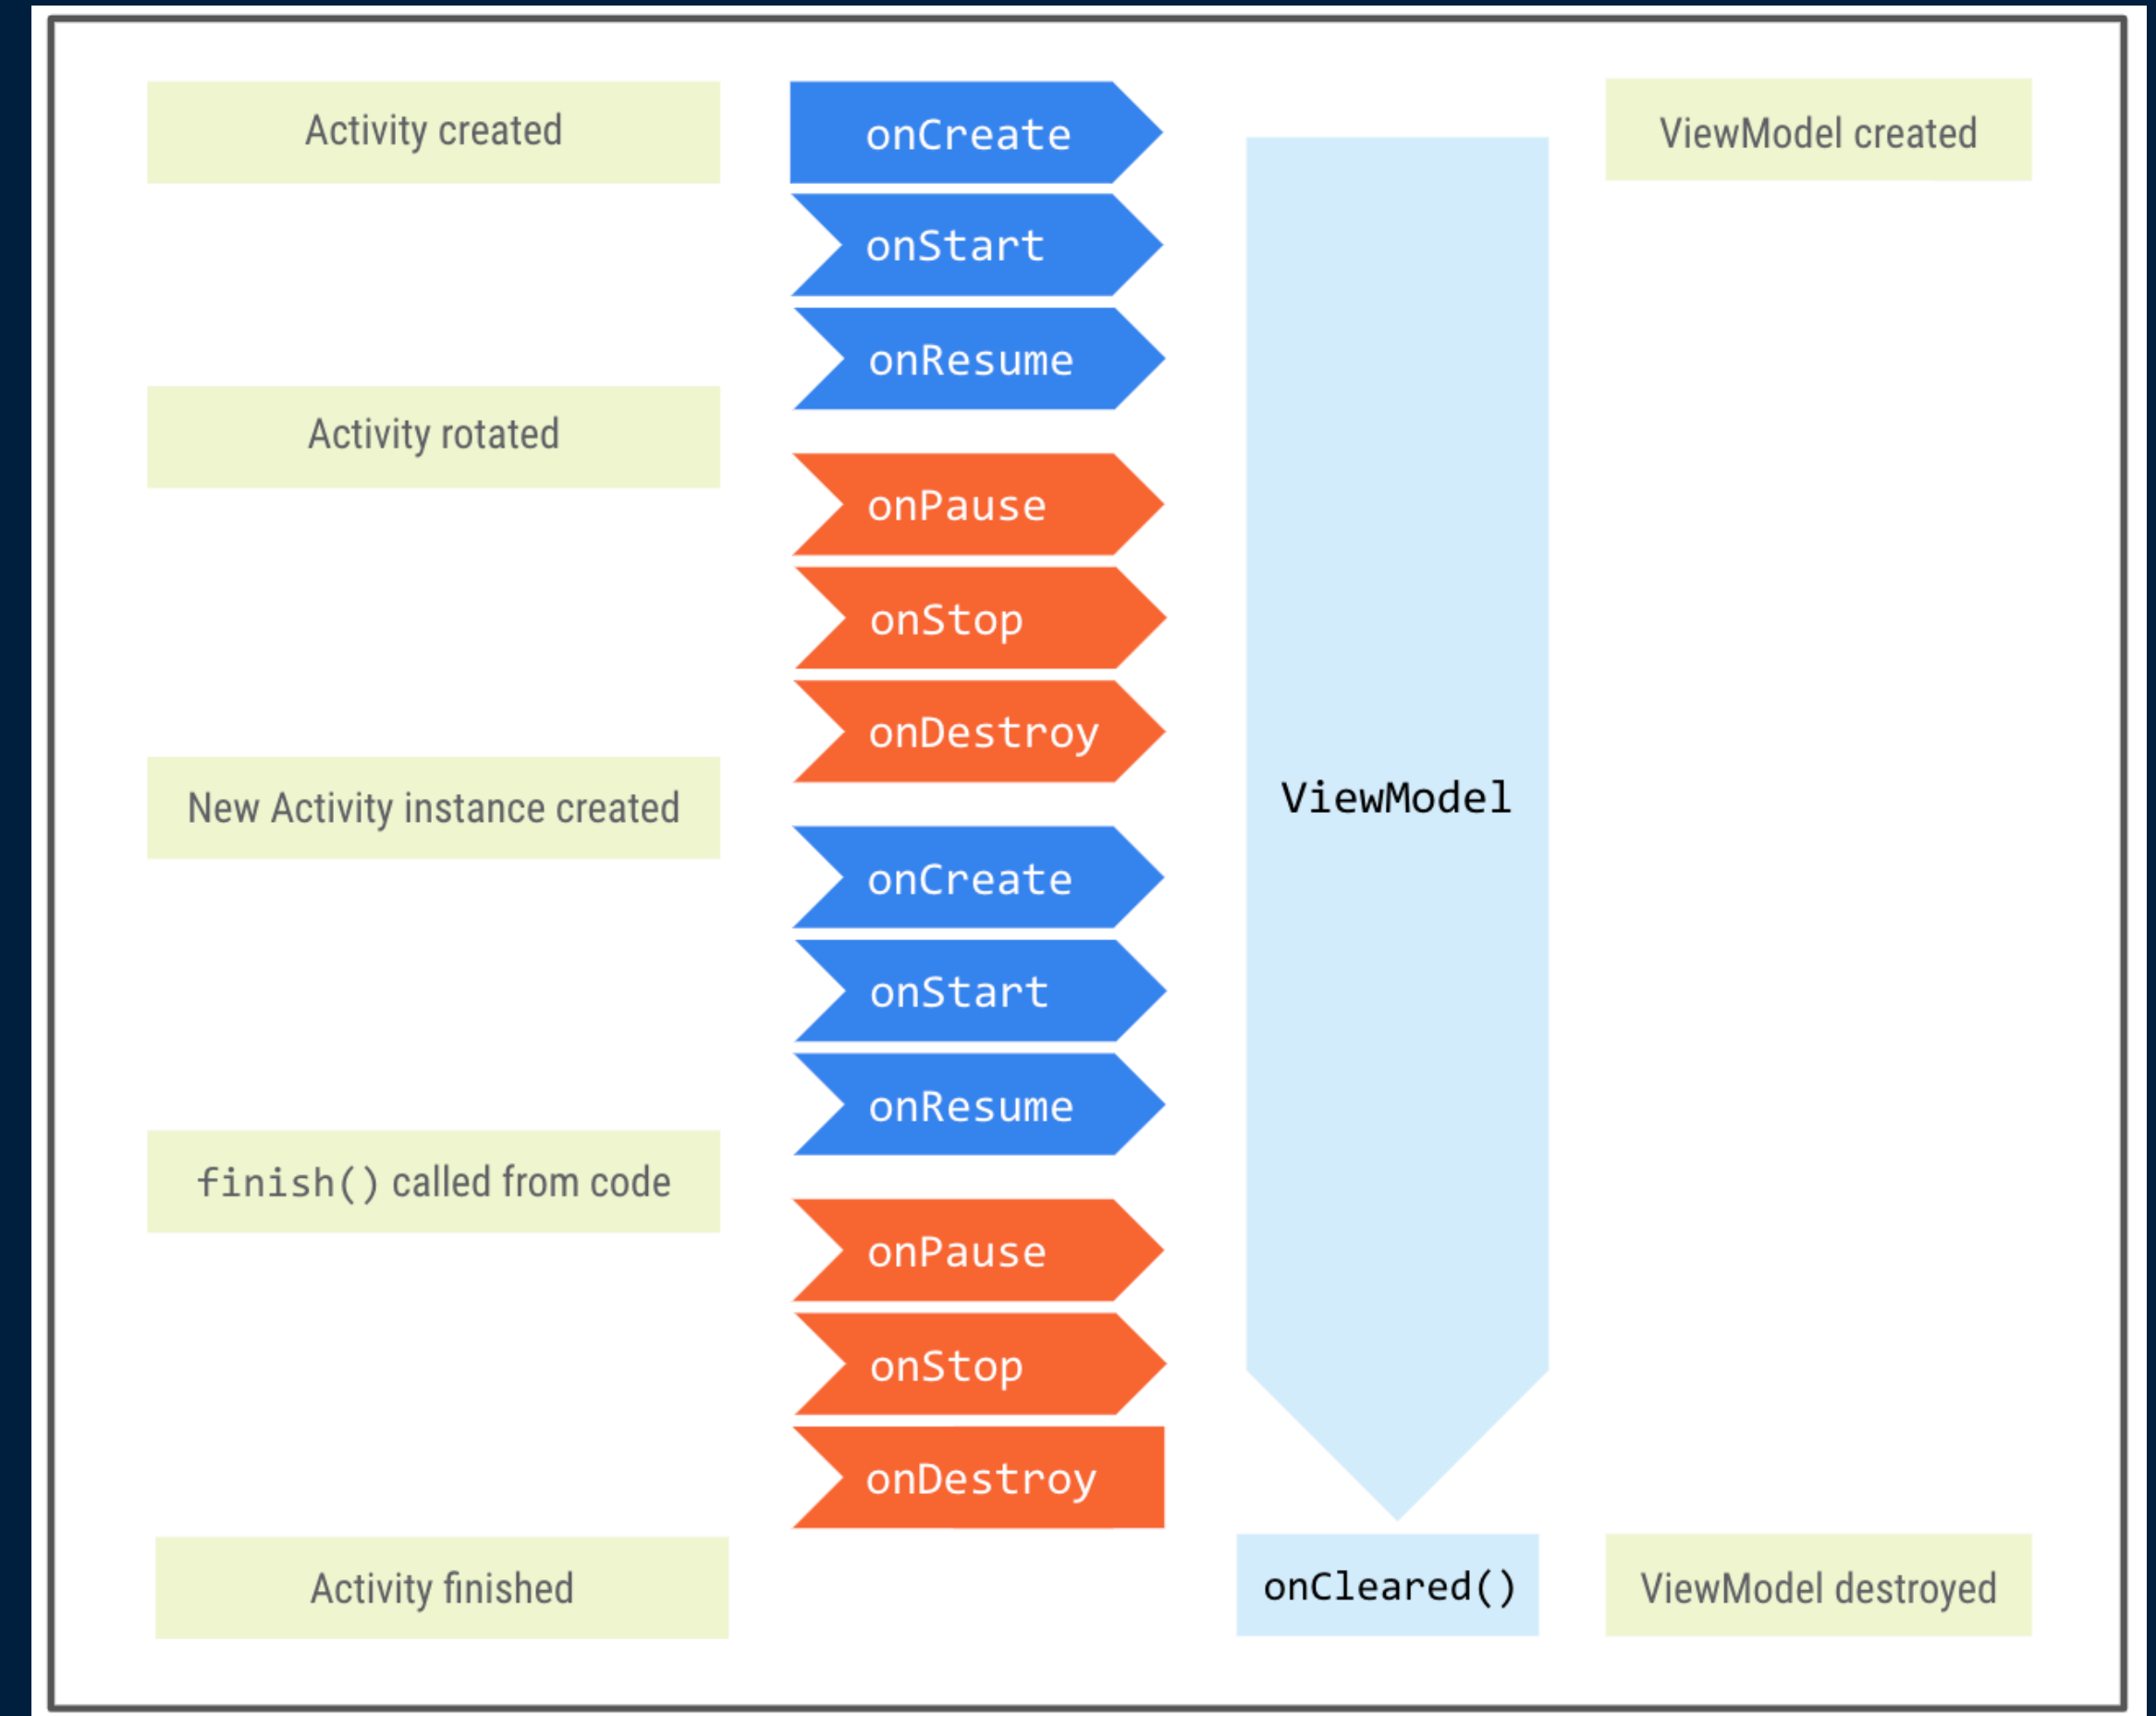 Activity created
onCreate
ViewModel created
onStart
onResume
Activity rotated
onPause
onStop
onDestroy
New Activity instance created
ViewModel
onCreate
onStart
onResume
finish() called from code
onPause
onStop
onDestroy
Activity finished
onCleared()
ViewModel destroyed